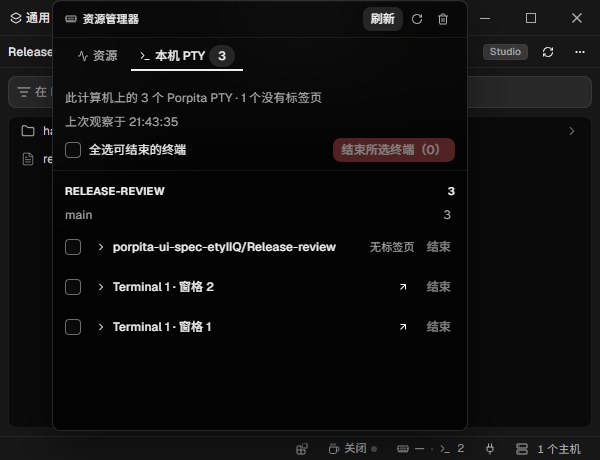 通用
资源管理器
刷新
Release
资源
本机 PTY 3
Studio
此计算机上的 3 个 Porpita PTY · 1 个没有标签页
在
上次观察于 21:43:35
全选可结束的终端
结束所选终端（0）
RELEASE-REVIEW 3
main 3
porpita-ui-spec-etyIIQ/Release-review 无标签页 结束
Terminal 1 · 窗格 2 结束
Terminal 1 · 窗格 1 结束
关闭 — · 2 1 个主机